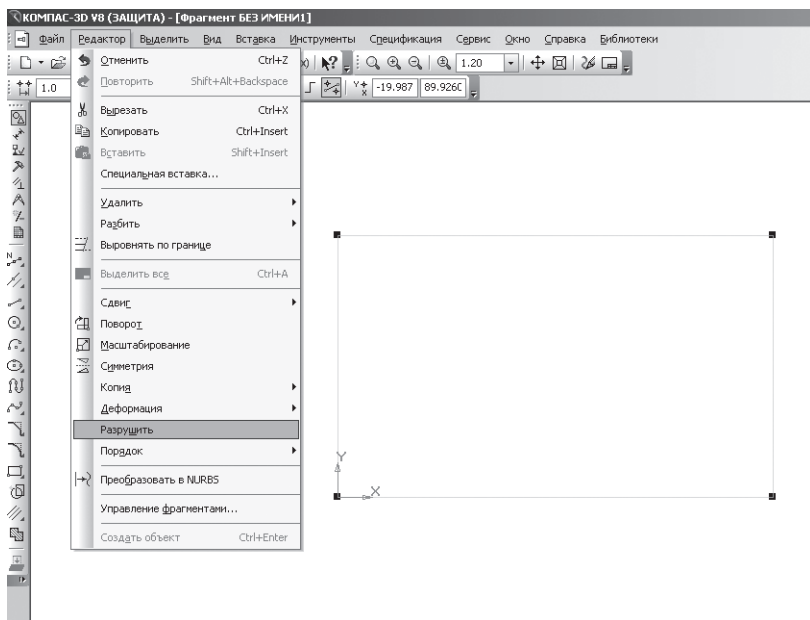 КОМПАС-3D V8 (ЗАЩИТА) - [Фрагмент БЕЗ ИМЕНИ1]
Файл Редактор Выделить Вид Вставка Инструменты Спецификация Сервис Окно Справка Библиотеки
1.20
1.0 -19.987
Отменить Ctrl+Z
Повторить Shift+Alt+Backspace
Вырезать Ctrl+X
Копировать Ctrl+Insert
Вставить Shift+Insert
Специальная вставка...
Удалить
Разбить
Выровнять по границе
Выделить все Ctrl+A
Сдвиг
Поворот
Масштабирование
Симметрия
Копия
Деформация
Разрушить
Порядок
Преобразовать в NURBS
Управление фрагментами...
Создать объект Ctrl+Enter
Y
X